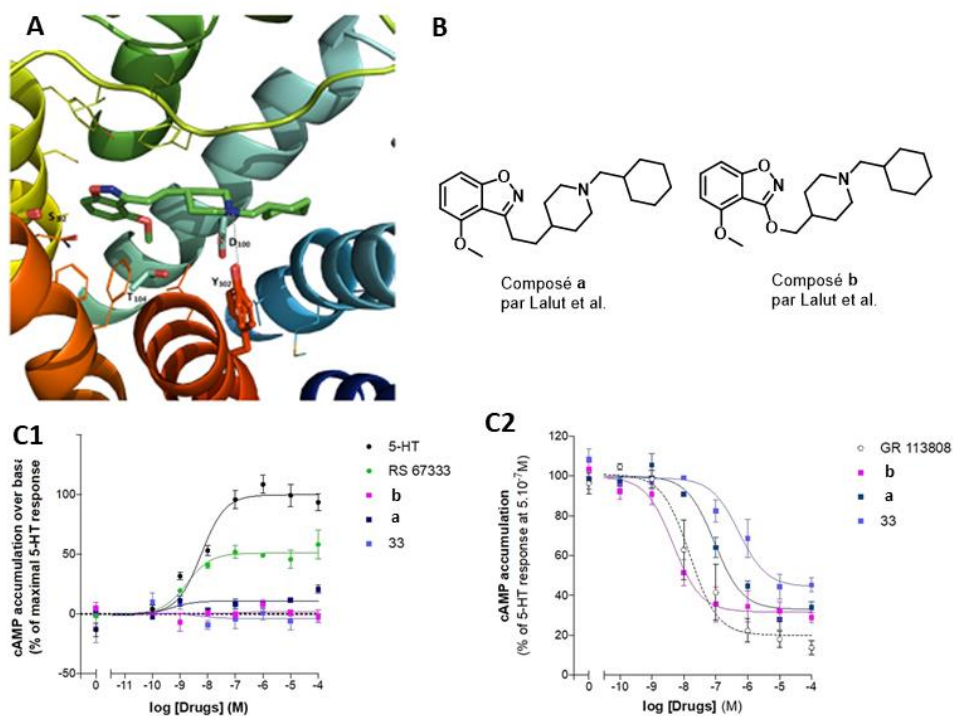 A
B
S
D100
Y302
T104
O
N
N
O
O
N
N
O
O
Composé a
par Lalut et al.
Composé b
par Lalut et al.
C1
cAMP accumulation over basa
(% of maximal 5-HT response)
100
50
0
-50
0
-11
-10
-9
-8
-7
-6
-5
-4
log [Drugs] (M)
5-HT
RS 67333
b
a
33
C2
cAMP accumulation
(% of 5-HT response at 5.10⁻⁷M)
120
100
80
60
40
20
0
0
-10
-9
-8
-7
-6
-5
-4
log [Drugs] (M)
GR 113808
b
a
33